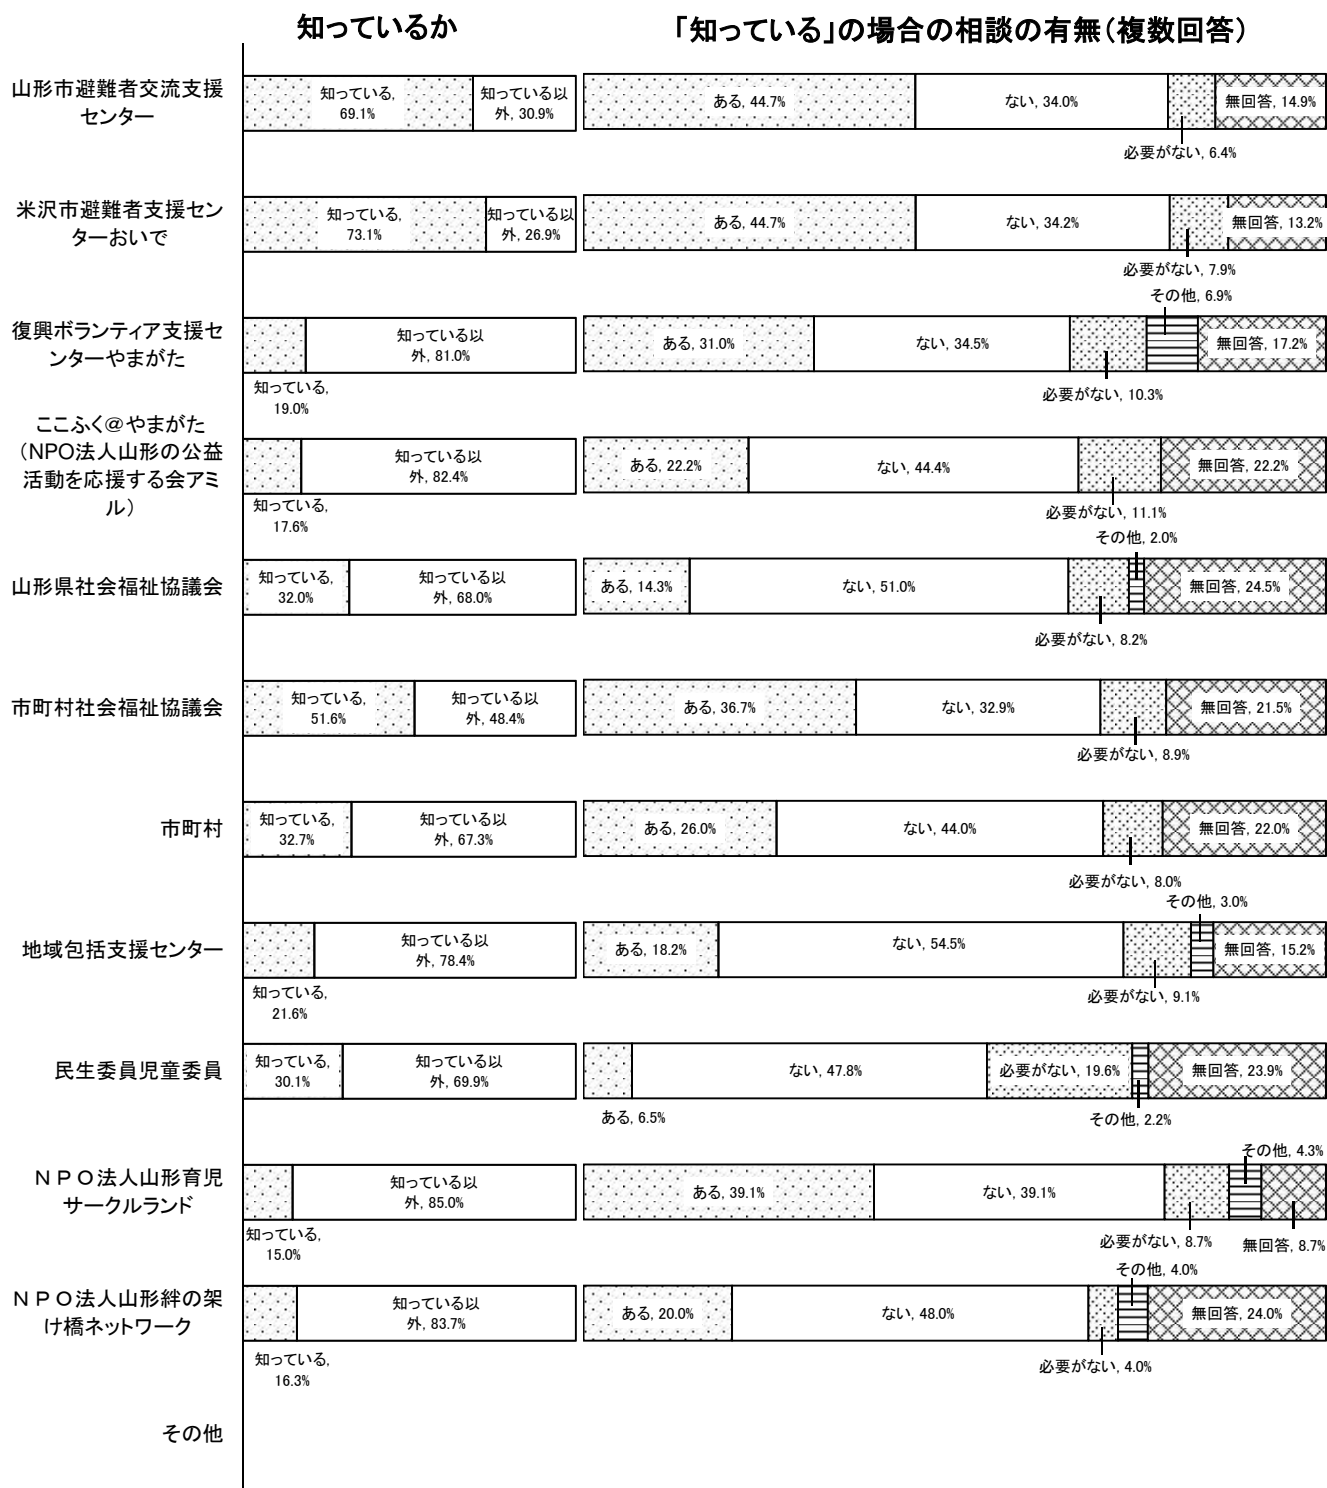 知っているか
「知っている」の場合の相談の有無（複数回答）
山形市避難者交流支援
センター
知っている,
69.1%
知っている以
外, 30.9%
ある, 44.7%
ない, 34.0%
無回答, 14.9%
必要がない, 6.4%
米沢市避難者支援セン
ターおいで
知っている,
73.1%
知っている以
外, 26.9%
ある, 44.7%
ない, 34.2%
無回答, 13.2%
必要がない, 7.9%
その他, 6.9%
復興ボランティア支援セ
ンターやまがた
知っている以
外, 81.0%
ある, 31.0%
ない, 34.5%
無回答, 17.2%
知っている,
19.0%
必要がない, 10.3%
ここふく＠やまがた
（NPO法人山形の公益
活動を応援する会アミ
ル）
知っている以
外, 82.4%
ある, 22.2%
ない, 44.4%
無回答, 22.2%
知っている,
17.6%
必要がない, 11.1%
その他, 2.0%
山形県社会福祉協議会
知っている,
32.0%
知っている以
外, 68.0%
ある, 14.3%
ない, 51.0%
無回答, 24.5%
必要がない, 8.2%
市町村社会福祉協議会
知っている,
51.6%
知っている以
外, 48.4%
ある, 36.7%
ない, 32.9%
無回答, 21.5%
必要がない, 8.9%
市町村
知っている,
32.7%
知っている以
外, 67.3%
ある, 26.0%
ない, 44.0%
無回答, 22.0%
必要がない, 8.0%
その他, 3.0%
地域包括支援センター
知っている以
外, 78.4%
ある, 18.2%
ない, 54.5%
無回答, 15.2%
知っている,
21.6%
必要がない, 9.1%
民生委員児童委員
知っている,
30.1%
知っている以
外, 69.9%
ない, 47.8%
必要がない, 19.6%
無回答, 23.9%
ある, 6.5%
その他, 2.2%
その他, 4.3%
ＮＰＯ法人山形育児
サークルランド
知っている以
外, 85.0%
ある, 39.1%
ない, 39.1%
知っている,
15.0%
必要がない, 8.7%
無回答, 8.7%
その他, 4.0%
ＮＰＯ法人山形絆の架
け橋ネットワーク
知っている以
外, 83.7%
ある, 20.0%
ない, 48.0%
無回答, 24.0%
知っている,
16.3%
必要がない, 4.0%
その他